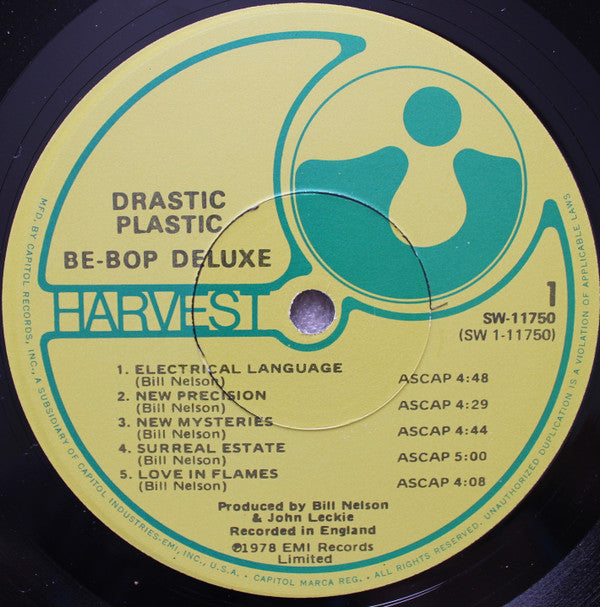 DRASTIC
PLASTIC
BE-BOP DELUXE
HARVEST
1
SW-11750
(SW 1-11750)
1. ELECTRICAL LANGUAGE
(Bill Nelson) ASCAP 4:48
2. NEW PRECISION
(Bill Nelson) ASCAP 4:29
3. NEW MYSTERIES
(Bill Nelson) ASCAP 4:44
4. SURREAL ESTATE
(Bill Nelson) ASCAP 5:00
5. LOVE IN FLAMES
(Bill Nelson) ASCAP 4:08
Produced by Bill Nelson
& John Leckie
Recorded in England
℗1978 EMI Records
Limited
MFD. BY CAPITOL RECORDS, INC., A SUBSIDIARY OF CAPITOL INDUSTRIES-EMI, INC., U.S.A. • CAPITOL MARCA REG. • ALL RIGHTS RESERVED. UNAUTHORIZED DUPLICATION IS A VIOLATION OF APPLICABLE LAWS